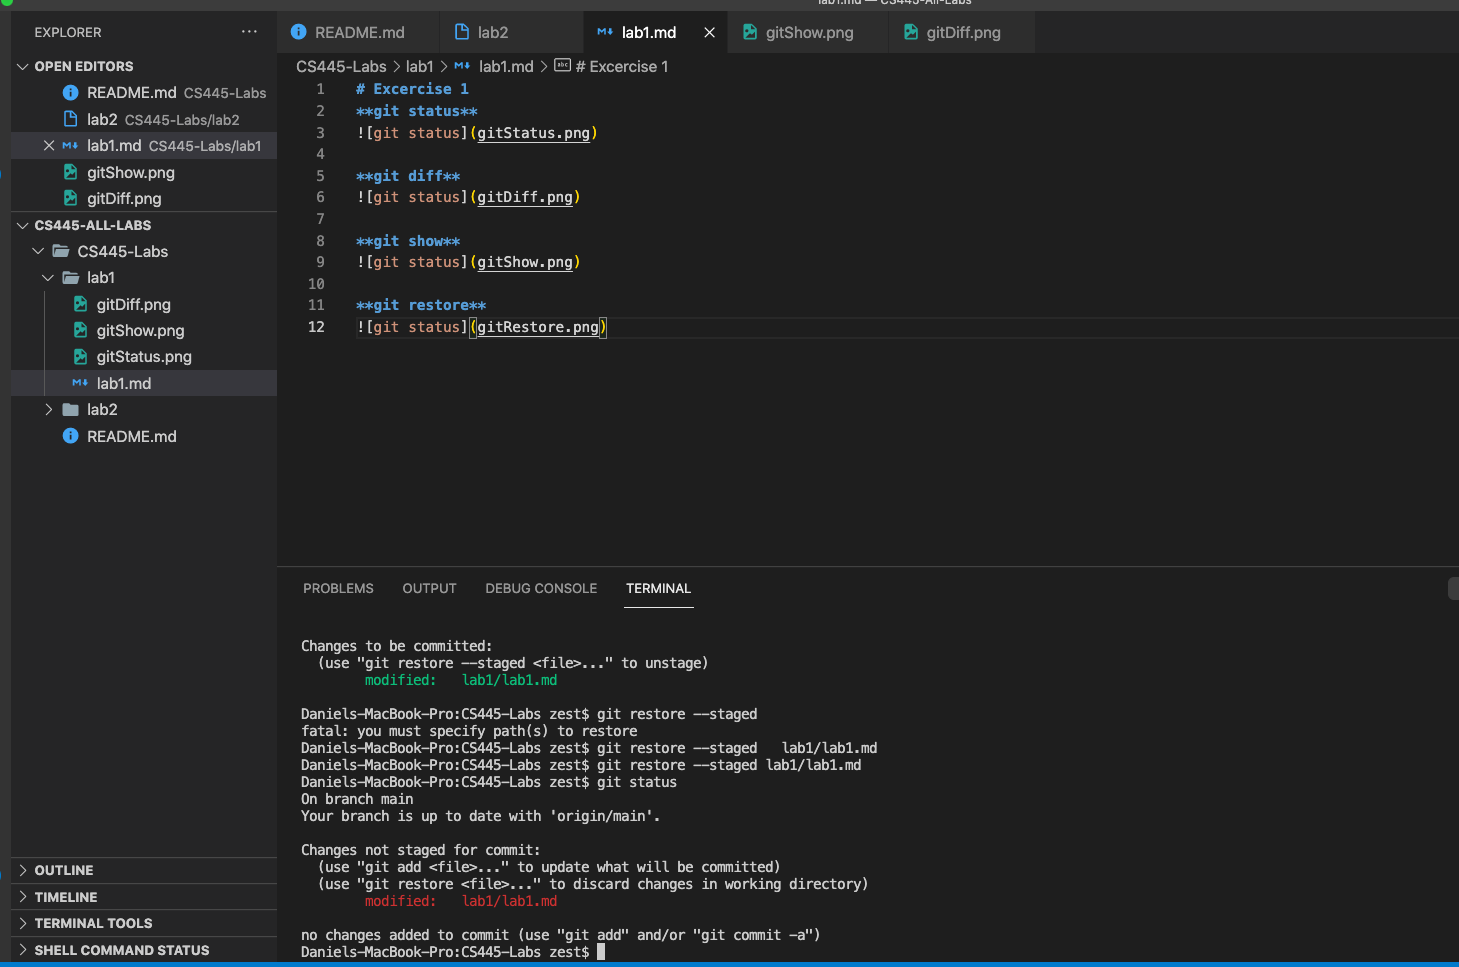 lab1.md — CS445-All-Labs
EXPLORER
README.md
lab2
lab1.md
gitShow.png
gitDiff.png
OPEN EDITORS
README.md CS445-Labs
lab2 CS445-Labs/lab2
lab1.md CS445-Labs/lab1
gitShow.png
gitDiff.png
CS445-ALL-LABS
CS445-Labs
lab1
gitDiff.png
gitShow.png
gitStatus.png
lab1.md
lab2
README.md
OUTLINE
TIMELINE
TERMINAL TOOLS
SHELL COMMAND STATUS
CS445-Labs > lab1 > lab1.md > # Excercise 1
1 # Excercise 1
2 **git status**
3 ![git status](gitStatus.png)
4
5 **git diff**
6 ![git status](gitDiff.png)
7
8 **git show**
9 ![git status](gitShow.png)
10
11 **git restore**
12 ![git status](gitRestore.png)
PROBLEMS OUTPUT DEBUG CONSOLE TERMINAL
Changes to be committed:
(use "git restore --staged <file>..." to unstage)
modified: lab1/lab1.md
Daniels-MacBook-Pro:CS445-Labs zest$ git restore --staged
fatal: you must specify path(s) to restore
Daniels-MacBook-Pro:CS445-Labs zest$ git restore --staged   lab1/lab1.md
Daniels-MacBook-Pro:CS445-Labs zest$ git restore --staged lab1/lab1.md
Daniels-MacBook-Pro:CS445-Labs zest$ git status
On branch main
Your branch is up to date with 'origin/main'.
Changes not staged for commit:
(use "git add <file>..." to update what will be committed)
(use "git restore <file>..." to discard changes in working directory)
modified: lab1/lab1.md
no changes added to commit (use "git add" and/or "git commit -a")
Daniels-MacBook-Pro:CS445-Labs zest$